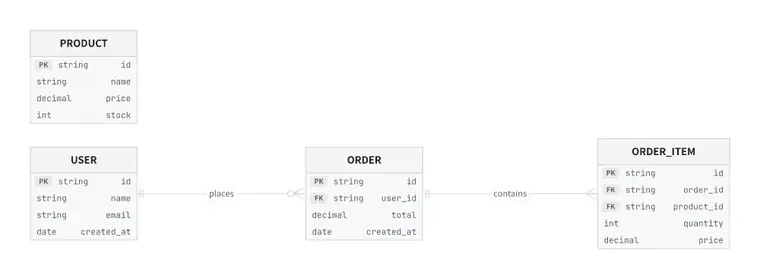 PRODUCT
PK string id
string name
decimal price
int stock
USER
PK string id
string name
string email
date created_at
places
ORDER
PK string id
FK string user_id
decimal total
date created_at
contains
ORDER_ITEM
PK string id
FK string order_id
FK string product_id
int quantity
decimal price